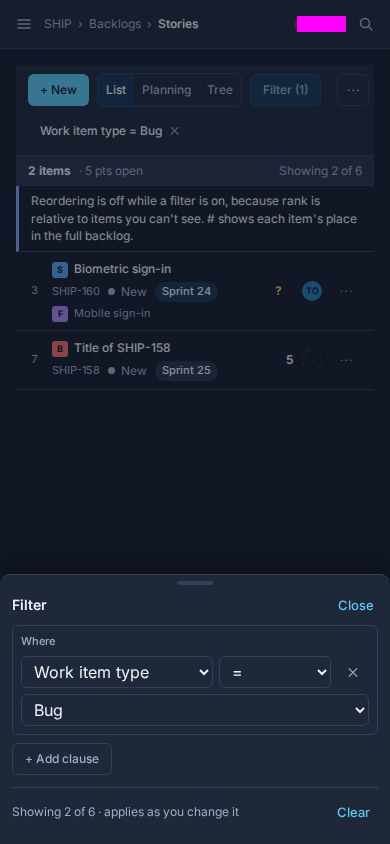 SHIP › Backlogs › Stories
+ New List Planning Tree Filter (1) ···
Work item type = Bug ×
2 items · 5 pts open Showing 2 of 6
Reordering is off while a filter is on, because rank is
relative to items you can't see. # shows each item's place
in the full backlog.
S Biometric sign-in
3 SHIP-160 New Sprint 24 ? TO ···
F Mobile sign-in
B Title of SHIP-158
7 SHIP-158 New Sprint 25 5 ···
Filter Close
Where
Work item type = ×
Bug
+ Add clause
Showing 2 of 6 · applies as you change it Clear